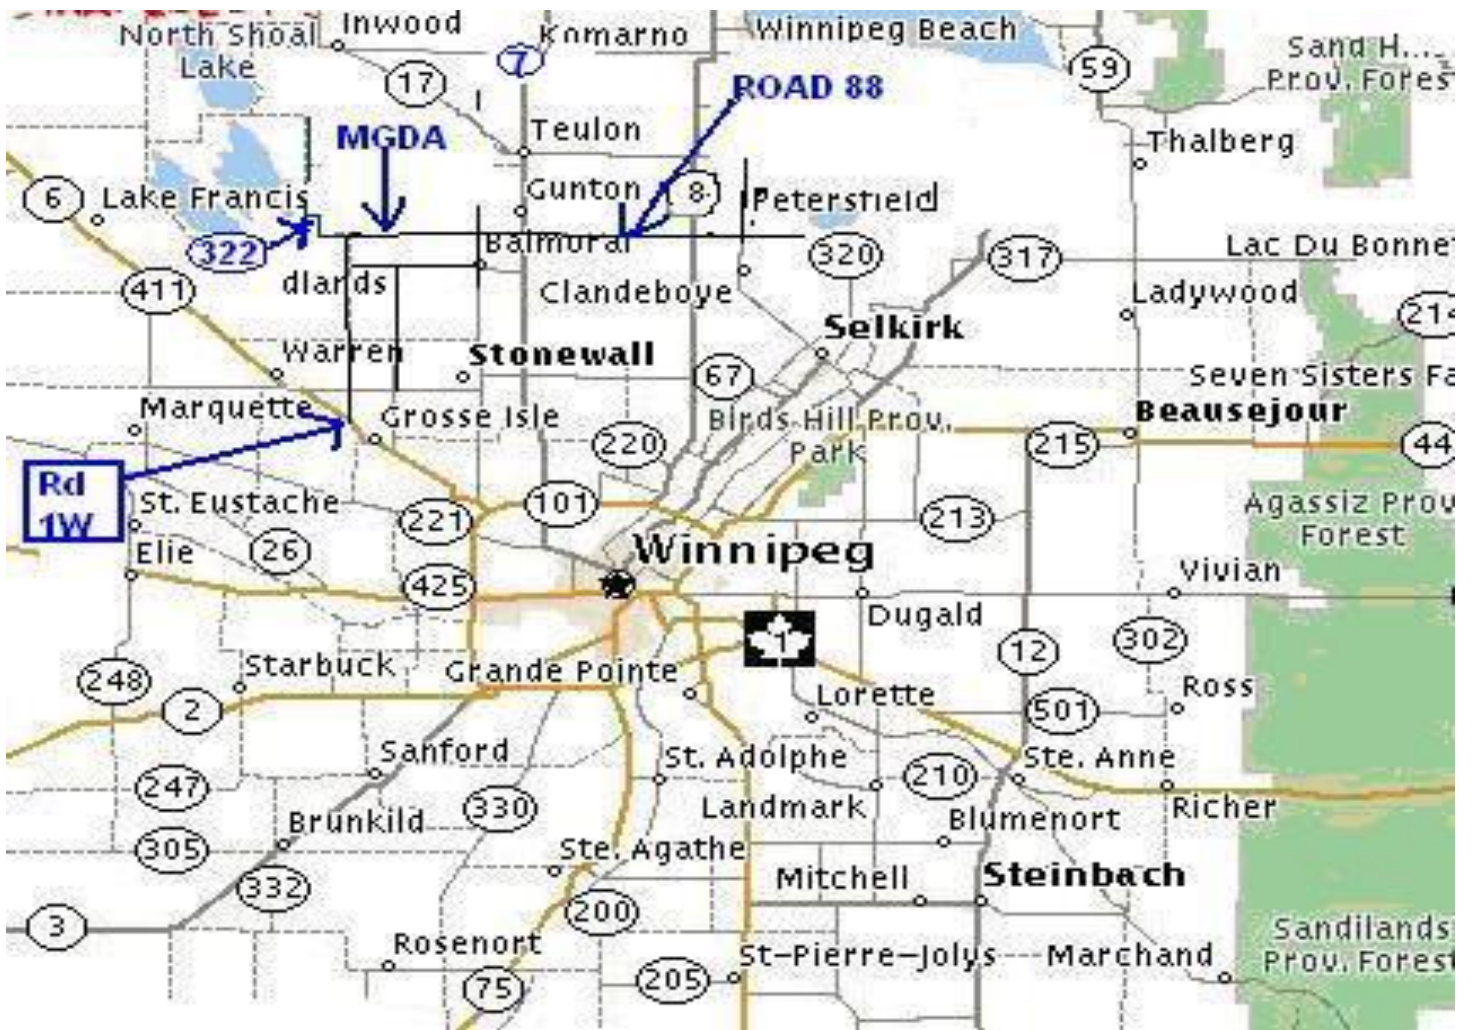 Inwood
Komarno
Winnipeg Beach
North Shoal
Lake
7
17
59
Sand H....
Prov. Fores
ROAD 88
MGDA
Teulon
Thalberg
6
Lake Francis
Gunton
8
Petersfield
322
Balmoral
320
317
Lac Du Bonnet
411
dlands
Clandeboye
Ladywood
214
Selkirk
Warren
Stonewall
67
Seven Sisters Fa
Marquette
Grosse Isle
220
Birds Hill Prov.
Park
Beausejour
215
44
Rd
1W
St. Eustache
221
101
213
Agassiz Prov
Forest
Elie
26
Winnipeg
425
Vivian
Dugald
1
12
302
248
Starbuck
Grande Pointe
2
Lorette
501
Ross
Sanford
St. Adolphe
210
Ste. Anne
247
330
Landmark
Richer
Brunkild
Blumenort
305
Ste. Agathe
332
Mitchell
Steinbach
3
200
Rosenort
St-Pierre-Jolys
Marchand
Sandilands
Prov. Forest
75
205